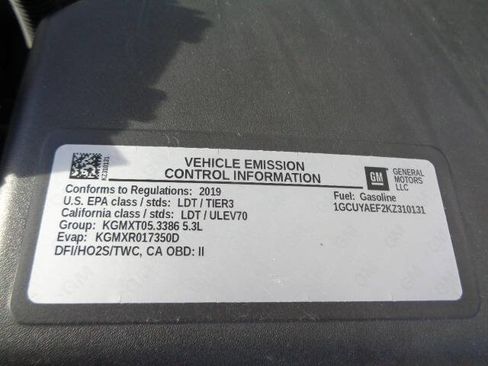 KZ310131
VEHICLE EMISSION
CONTROL INFORMATION
GM
GENERAL
MOTORS
LLC
Conforms to Regulations: 2019
U.S. EPA class / stds: LDT / TIER3
California class / stds: LDT / ULEV70
Group: KGMXT05.3386 5.3L
Evap: KGMXR017350D
DFI/HO2S/TWC, CA OBD: II
Fuel: Gasoline
1GCUYAEF2KZ310131